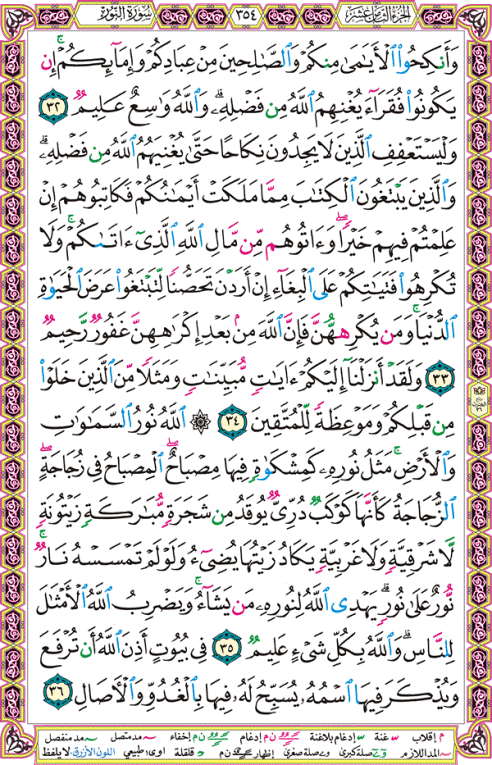 الجزء الثامن عشر ٣٥٤ سورة النور
وَأَنكِحُوا۟ ٱلْأَيَـٰمَىٰ مِنكُمْ وَٱلصَّـٰلِحِينَ مِنْ عِبَادِكُمْ وَإِمَآئِكُمْ ۚ إِن
يَكُونُوا۟ فُقَرَآءَ يُغْنِهِمُ ٱللَّهُ مِن فَضْلِهِۦ ۗ وَٱللَّهُ وَٰسِعٌ عَلِيمٌ ٣٢
وَلْيَسْتَعْفِفِ ٱلَّذِينَ لَا يَجِدُونَ نِكَاحًا حَتَّىٰ يُغْنِيَهُمُ ٱللَّهُ مِن فَضْلِهِۦ ۗ
وَٱلَّذِينَ يَبْتَغُونَ ٱلْكِتَـٰبَ مِمَّا مَلَكَتْ أَيْمَـٰنُكُمْ فَكَاتِبُوهُمْ إِنْ
عَلِمْتُمْ فِيهِمْ خَيْرًا ۖ وَءَاتُوهُم مِّن مَّالِ ٱللَّهِ ٱلَّذِىٓ ءَاتَىٰكُمْ ۚ وَلَا
تُكْرِهُوا۟ فَتَيَـٰتِكُمْ عَلَى ٱلْبِغَآءِ إِنْ أَرَدْنَ تَحَصُّنًا لِّتَبْتَغُوا۟ عَرَضَ ٱلْحَيَوٰةِ
ٱلدُّنْيَا ۚ وَمَن يُكْرِههُّنَّ فَإِنَّ ٱللَّهَ مِنۢ بَعْدِ إِكْرَٰهِهِنَّ غَفُورٌ رَّحِيمٌ
٣٣ وَلَقَدْ أَنزَلْنَآ إِلَيْكُمْ ءَايَـٰتٍ مُّبَيِّنَـٰتٍ وَمَثَلًا مِّنَ ٱلَّذِينَ خَلَوْا۟
مِن قَبْلِكُمْ وَمَوْعِظَةً لِّلْمُتَّقِينَ ٣٤ ۞ ٱللَّهُ نُورُ ٱلسَّمَـٰوَٰتِ
وَٱلْأَرْضِ ۚ مَثَلُ نُورِهِۦ كَمِشْكَوٰةٍ فِيهَا مِصْبَاحٌ ۖ ٱلْمِصْبَاحُ فِى زُجَاجَةٍ ۖ
ٱلزُّجَاجَةُ كَأَنَّهَا كَوْكَبٌ دُرِّىٌّ يُوقَدُ مِن شَجَرَةٍ مُّبَـٰرَكَةٍ زَيْتُونَةٍ
لَّا شَرْقِيَّةٍ وَلَا غَرْبِيَّةٍ يَكَادُ زَيْتُهَا يُضِىٓءُ وَلَوْ لَمْ تَمْسَسْهُ نَارٌ ۚ
نُّورٌ عَلَىٰ نُورٍ ۗ يَهْدِى ٱللَّهُ لِنُورِهِۦ مَن يَشَآءُ ۚ وَيَضْرِبُ ٱللَّهُ ٱلْأَمْثَـٰلَ
لِلنَّاسِ ۗ وَٱللَّهُ بِكُلِّ شَىْءٍ عَلِيمٌ ٣٥ فِى بُيُوتٍ أَذِنَ ٱللَّهُ أَن تُرْفَعَ
وَيُذْكَرَ فِيهَا ٱسْمُهُۥ يُسَبِّحُ لَهُۥ فِيهَا بِٱلْغُدُوِّ وَٱلْـَٔاصَالِ ٣٦
م إقلاب س غنة س إدغام بلاغنة ن م إدغام ن م إخفاء مد متصل مد منفصل
المد اللازم وصلة كبرى وصلة صغرى إظهار ن م قلقلة اوى: طبيعي اللون الأزرق: لا يلفظ